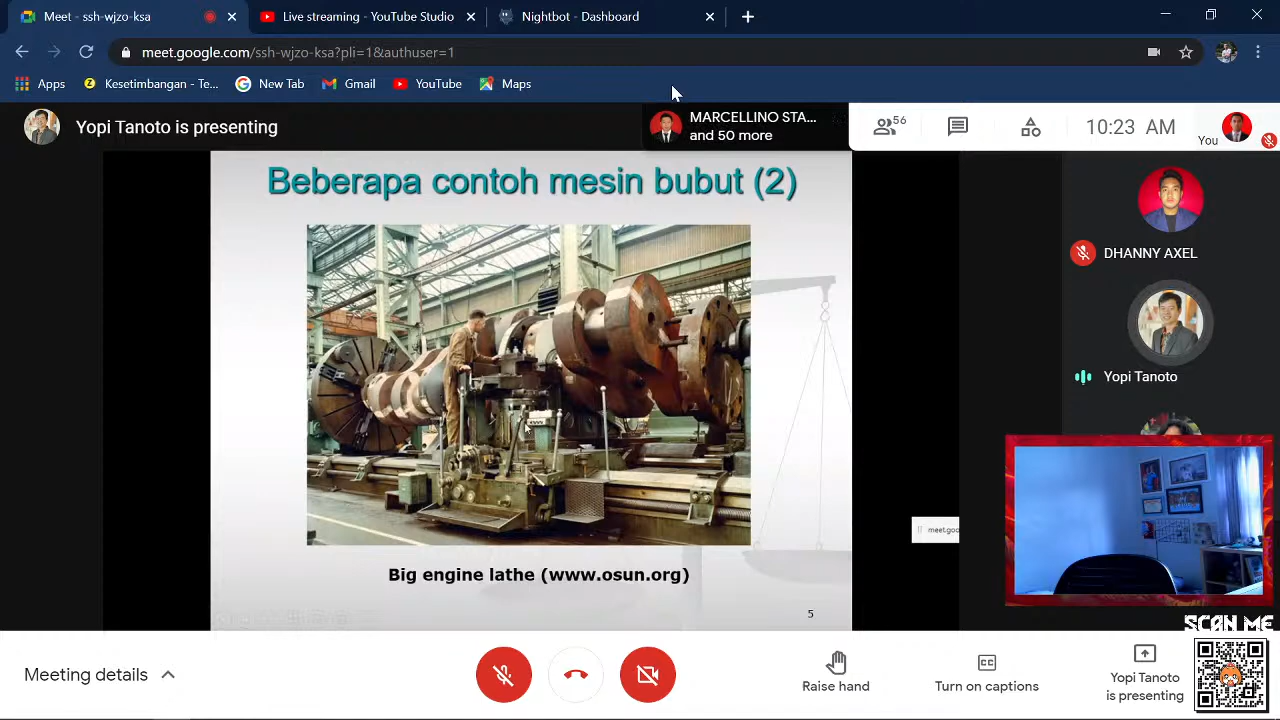 Meet - ssh-wjzo-ksa
Live streaming - YouTube Studio
Nightbot - Dashboard
meet.google.com/ssh-wjzo-ksa?pli=1&authuser=1
Apps
Kesetimbangan - Te...
New Tab
Gmail
YouTube
Maps
Yopi Tanoto is presenting
MARCELLINO STA...
and 50 more
56
10:23 AM
You
Beberapa contoh mesin bubut (2)
DHANNY AXEL
Yopi Tanoto
meet.goo
Big engine lathe (www.osun.org)
5
SCAN ME
Meeting details
Raise hand
Turn on captions
Yopi Tanoto
is presenting